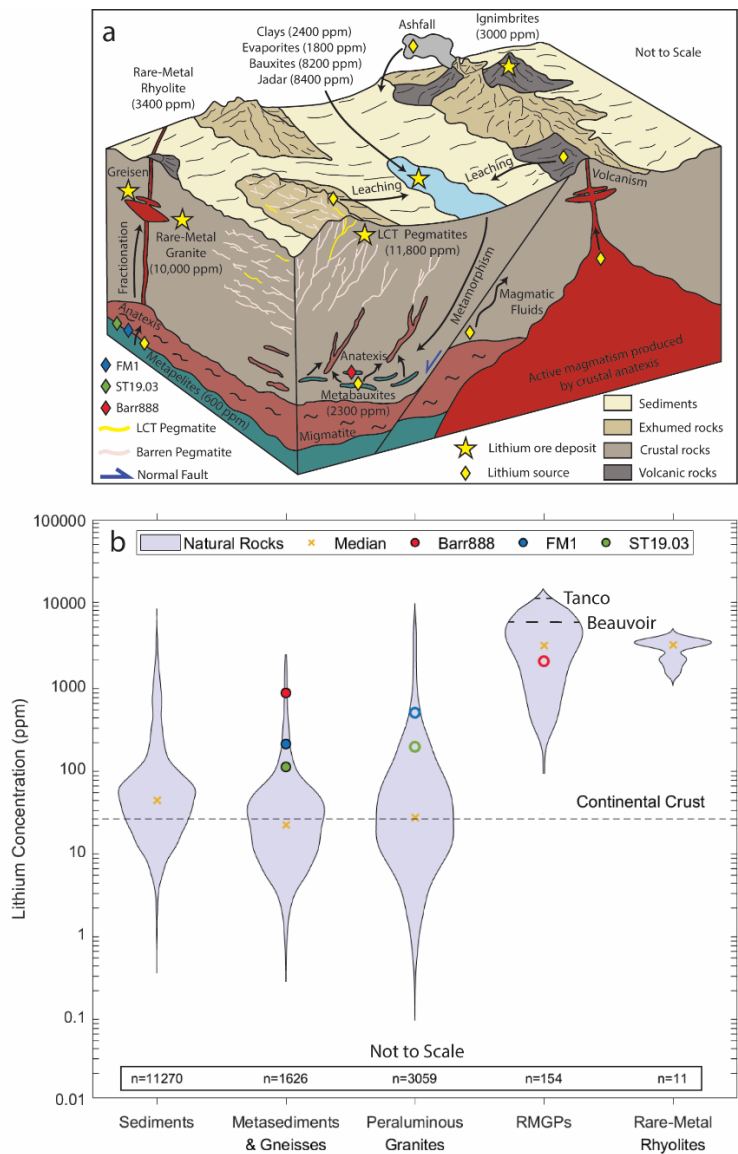 a
Clays (2400 ppm)
Evaporites (1800 ppm)
Bauxites (8200 ppm)
Jadar (8400 ppm)
Ashfall
Ignimbrites
(3000 ppm)
Not to Scale
Rare-Metal
Rhyolite
(3400 ppm)
Greisen
Leaching
Leaching
Volcanism
Rare-Metal
Granite
(10,000 ppm)
LCT Pegmatites
(11,800 ppm)
Fractionation
Metamorphism
Magmatic
Fluids
Anatexis
Anatexis
Metapelites (600 ppm)
Metabauxites
(2300 ppm)
Migmatite
Active magmatism produced
by crustal anatexis
FM1
ST19.03
Barr888
LCT Pegmatite
Barren Pegmatite
Normal Fault
Lithium ore deposit
Lithium source
Sediments
Exhumed rocks
Crustal rocks
Volcanic rocks
b
Natural Rocks
Median
Barr888
FM1
ST19.03
Lithium Concentration (ppm)
100000
10000
1000
100
10
1
0.1
0.01
Tanco
Beauvoir
Continental Crust
Not to Scale
n=11270
n=1626
n=3059
n=154
n=11
Sediments
Metasediments
& Gneisses
Peraluminous
Granites
RMGPs
Rare-Metal
Rhyolites